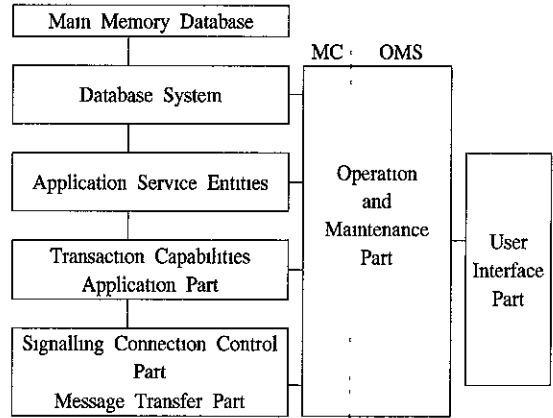 Main Memory Database
MC OMS
Database System
Application Service Entities
Operation
and
Maintenance
Part
User
Interface
Part
Transaction Capabilities
Application Part
Signalling Connection Control
Part
Message Transfer Part